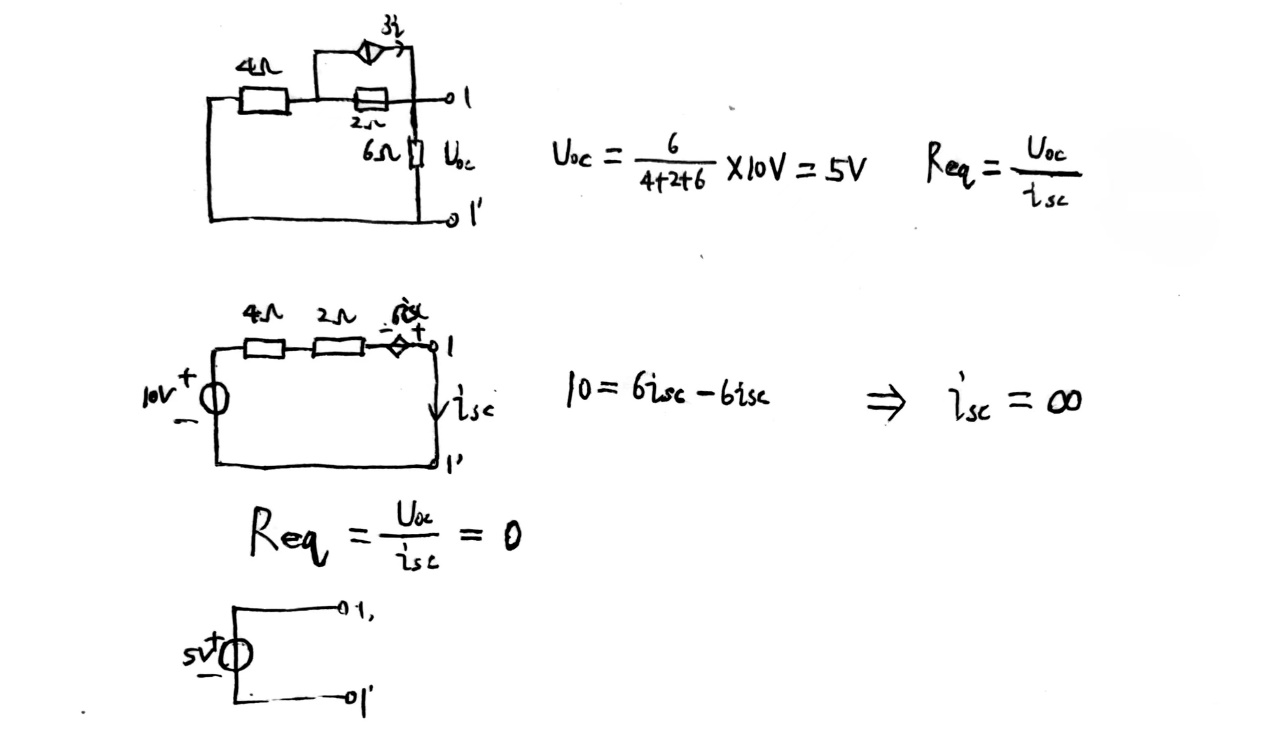 3i
4Ω
1
2Ω
6Ω Uoc
1'
Uoc = 6/(4+2+6) ×10V = 5V Req = Uoc/isc
4Ω 2Ω - 6isc +
1
10V + - isc
1'
10 = 6isc - 6isc ⇒ isc = ∞
Req = Uoc/isc = 0
1,
5V + -
1'